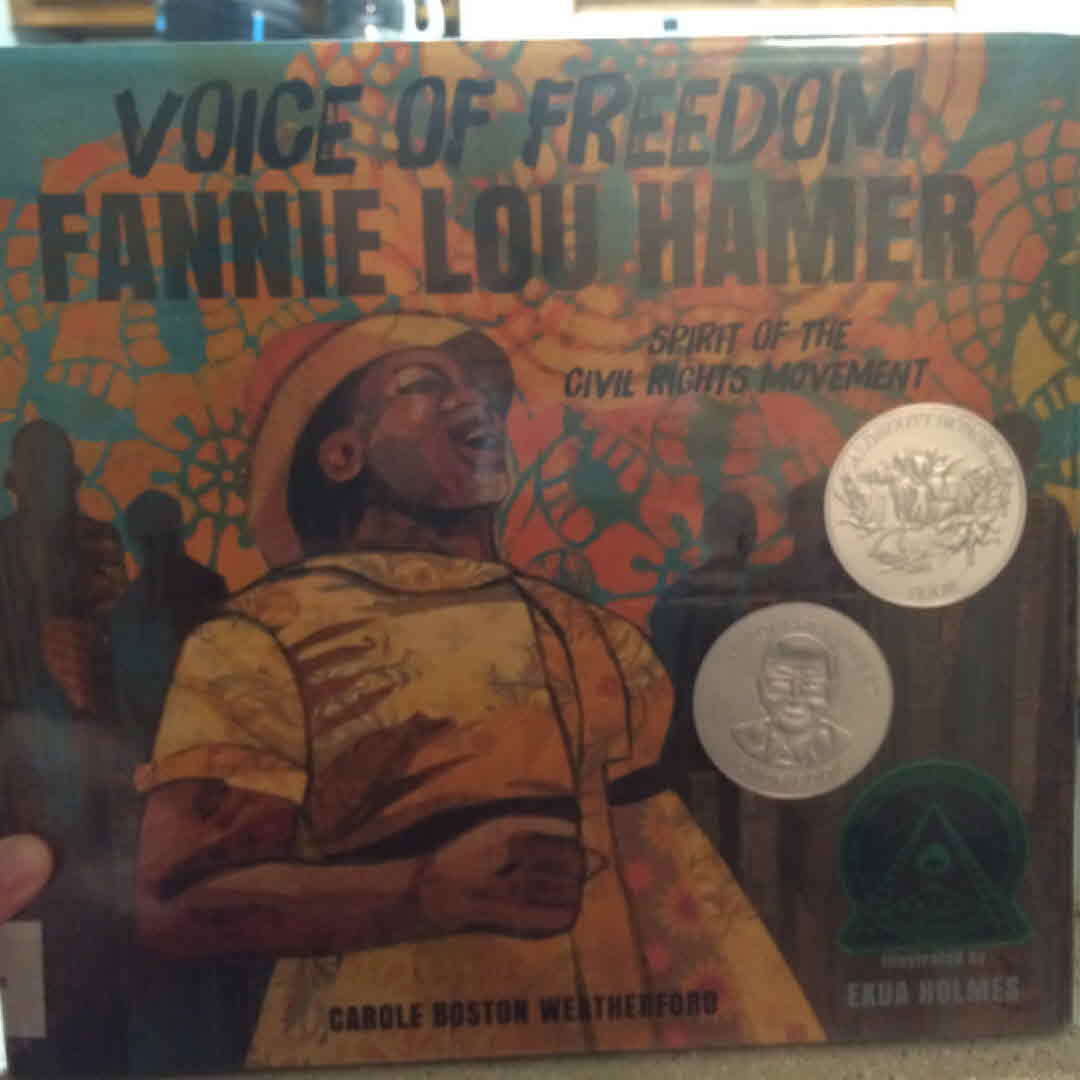 VOICE OF FREEDOM
FANNIE LOU HAMER
SPIRIT OF THE
CIVIL RIGHTS MOVEMENT
Illustrated by
EKUA HOLMES
CAROLE BOSTON WEATHERFORD